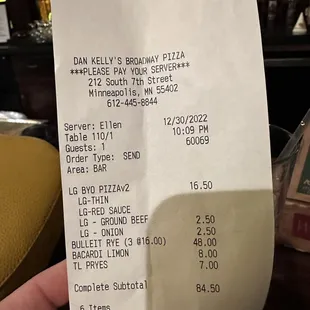 DAN KELLY'S BROADWAY PIZZA
***PLEASE PAY YOUR SERVER***
212 South 7th Street
Minneapolis, MN 55402
612-445-8844
Server: Ellen 12/30/2022
Table 110/1 10:09 PM
Guests: 1 60069
Order Type: SEND
Area: BAR
LG BYO PIZZAv2 16.50
LG-THIN
LG-RED SAUCE
LG - GROUND BEEF 2.50
LG - ONION 2.50
BULLEIT RYE (3 @16.00) 48.00
BACARDI LIMON 8.00
TL PRYES 7.00
Complete Subtotal 84.50
6 Items